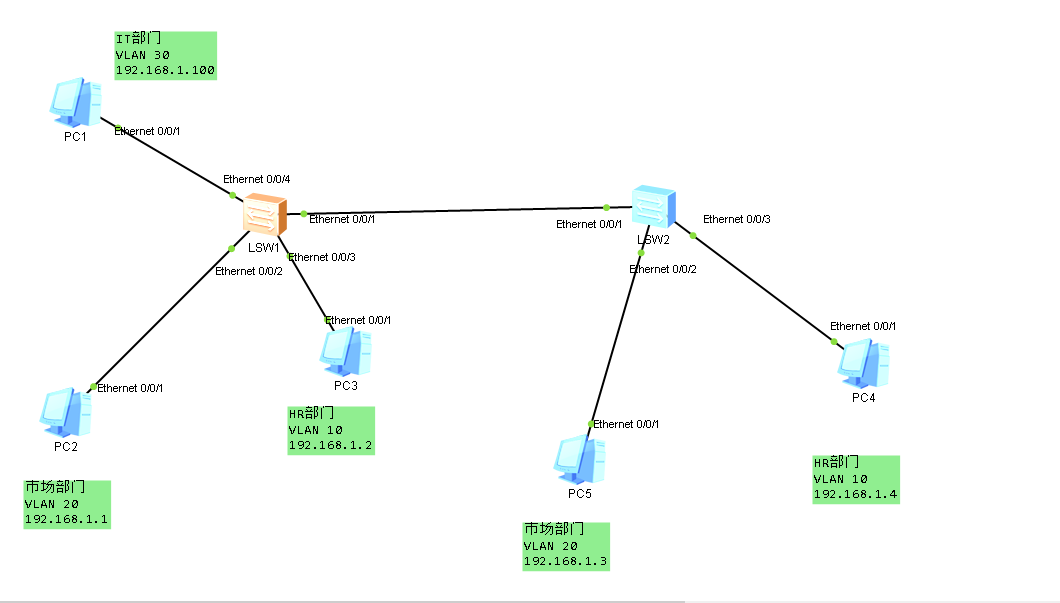 IT部门
VLAN 30
192.168.1.100
PC1
Ethernet 0/0/1
Ethernet 0/0/4
LSW1
Ethernet 0/0/1
Ethernet 0/0/2
Ethernet 0/0/3
Ethernet 0/0/1
LSW2
Ethernet 0/0/3
Ethernet 0/0/2
Ethernet 0/0/1
PC3
HR部门
VLAN 10
192.168.1.2
Ethernet 0/0/1
PC2
市场部门
VLAN 20
192.168.1.1
Ethernet 0/0/1
PC4
HR部门
VLAN 10
192.168.1.4
Ethernet 0/0/1
PC5
市场部门
VLAN 20
192.168.1.3